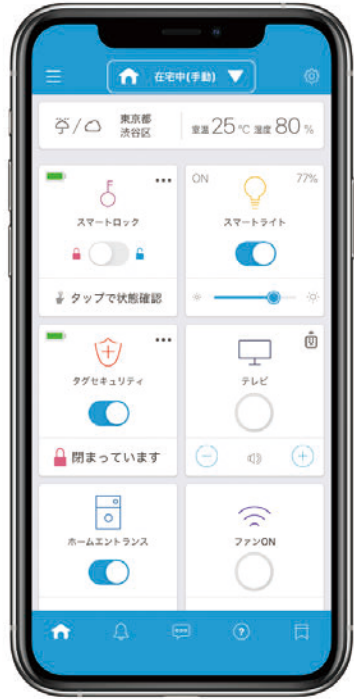 在宅中(手動)
東京都
渋谷区
室温 25 ℃ 湿度 80 %
ON
77%
スマートロック
スマートライト
タップで状態確認
タグセキュリティ
テレビ
閉まっています
ホームエントランス
ファンON